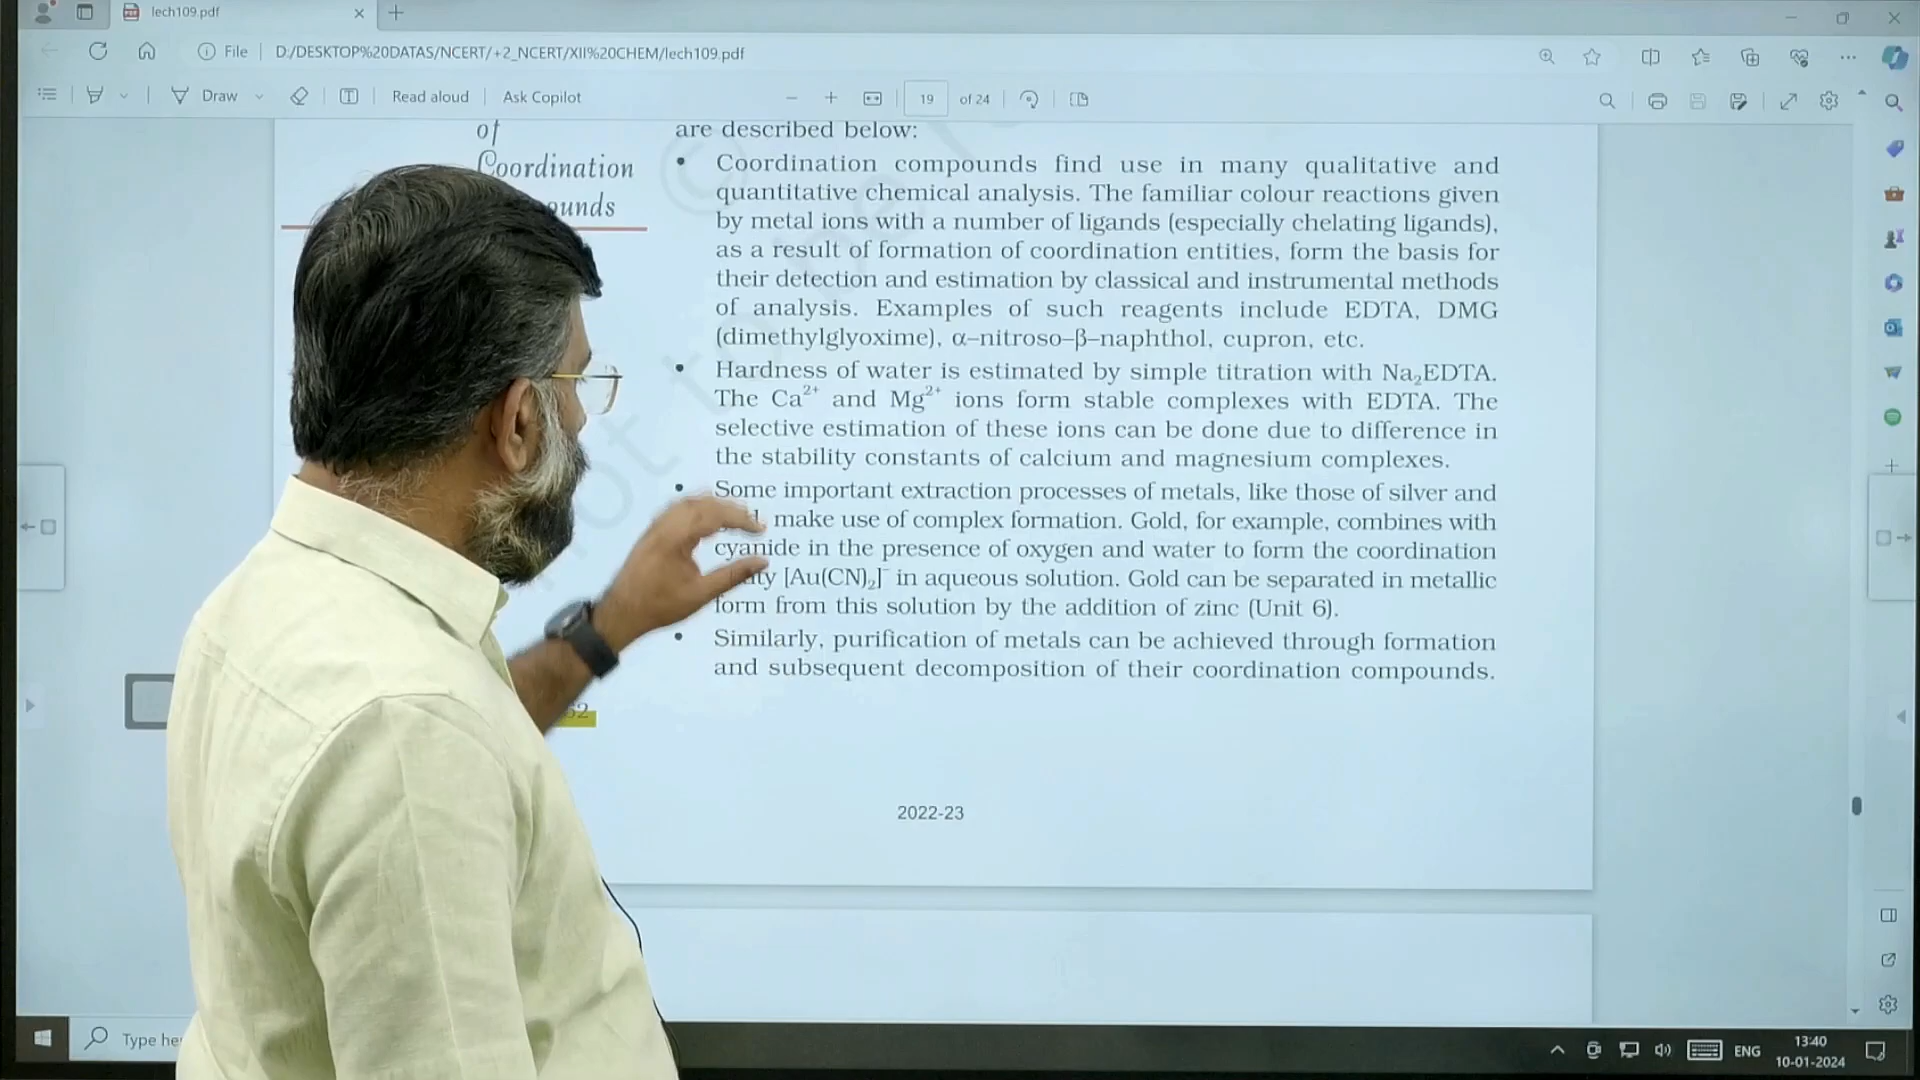 lech109.pdf
File
D:/DESKTOP%20DATAS/NCERT/+2_NCERT/XII%20CHEM/lech109.pdf
Draw
Read aloud
Ask Copilot
19
of 24
of
Coordination
are described below:
• Coordination compounds find use in many qualitative and
quantitative chemical analysis. The familiar colour reactions given
by metal ions with a number of ligands (especially chelating ligands),
as a result of formation of coordination entities, form the basis for
their detection and estimation by classical and instrumental methods
of analysis. Examples of such reagents include EDTA, DMG
(dimethylglyoxime), α–nitroso–β–naphthol, cupron, etc.
• Hardness of water is estimated by simple titration with Na₂EDTA.
The Ca²⁺ and Mg²⁺ ions form stable complexes with EDTA. The
selective estimation of these ions can be done due to difference in
the stability constants of calcium and magnesium complexes.
• Some important extraction processes of metals, like those of silver and
make use of complex formation. Gold, for example, combines with
cyanide in the presence of oxygen and water to form the coordination
[Au(CN)₂]⁻ in aqueous solution. Gold can be separated in metallic
form from this solution by the addition of zinc (Unit 6).
• Similarly, purification of metals can be achieved through formation
and subsequent decomposition of their coordination compounds.
2022-23
Type
ENG
13:40
10-01-2024